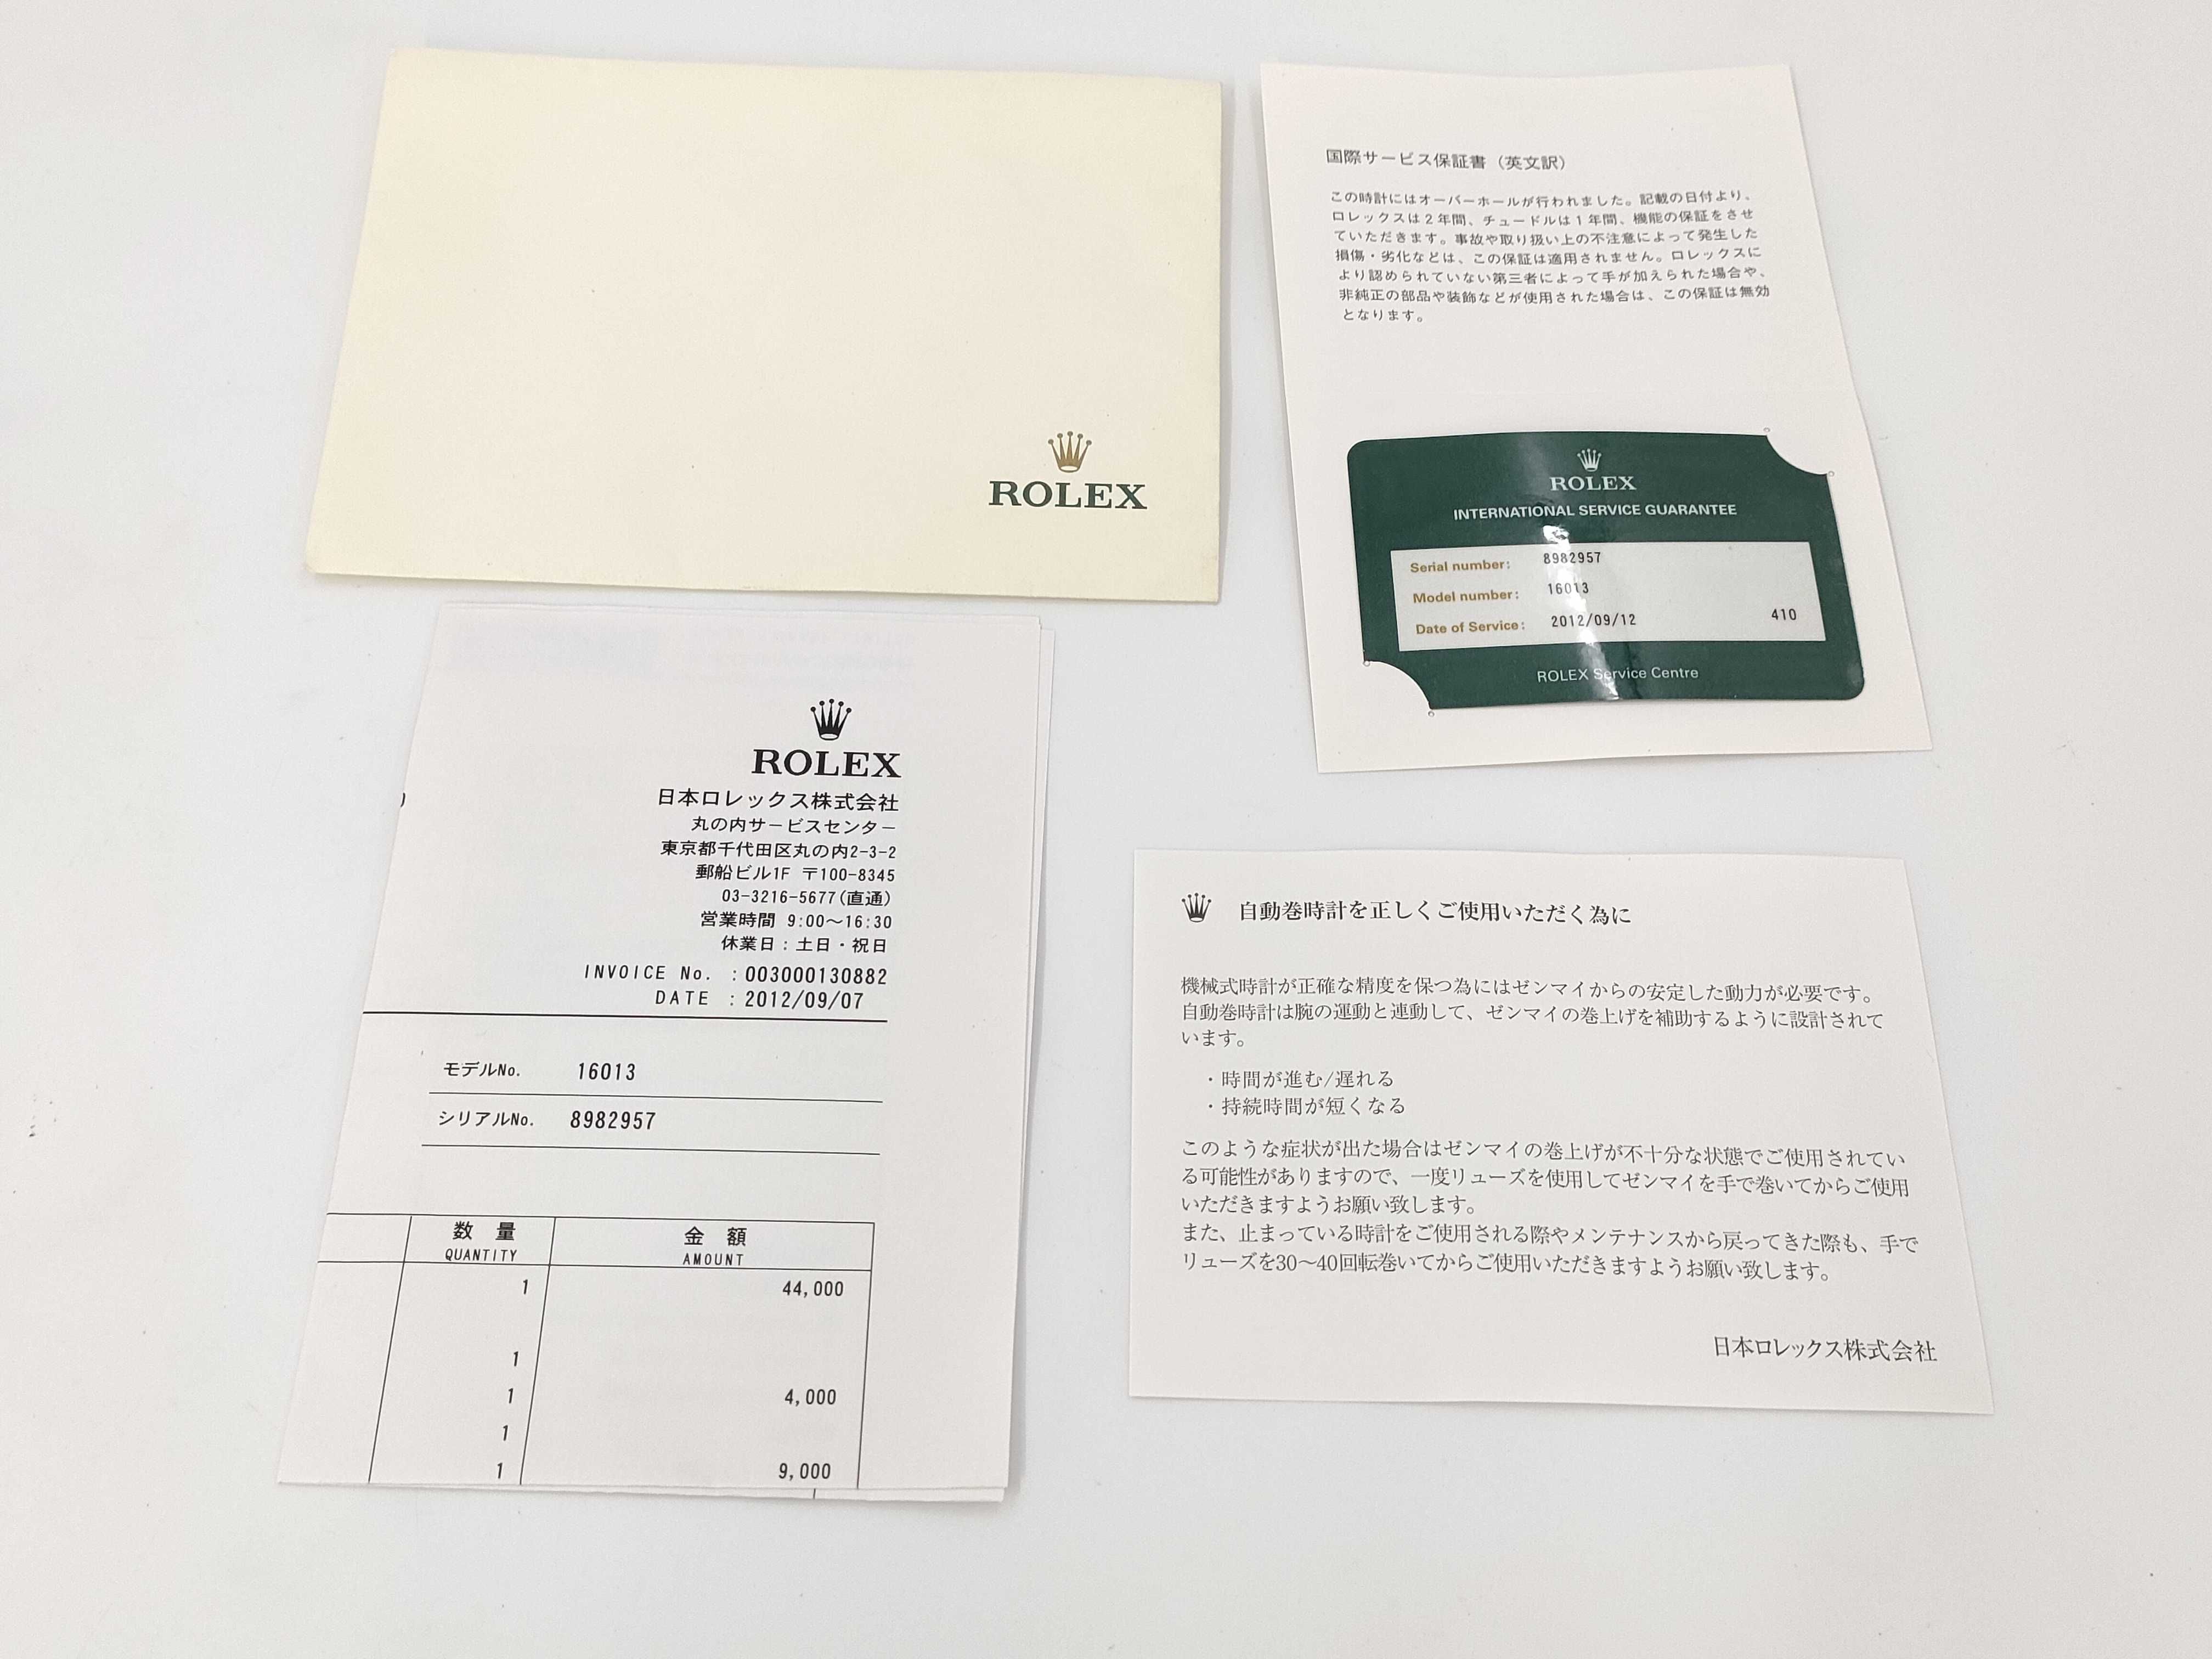 ROLEX
国際サービス保証書（英文訳）
この時計にはオーバーホールが行われました。記載の日付より、
ロレックスは２年間、チュードルは１年間、機能の保証をさせ
ていただきます。事故や取り扱い上の不注意によって発生した
損傷・劣化などは、この保証は適用されません。ロレックスに
より認められていない第三者によって手が加えられた場合や、
非純正の部品や装飾などが使用された場合は、この保証は無効
となります。
ROLEX
INTERNATIONAL SERVICE GUARANTEE
Serial number: 8982957
Model number: 16013
Date of Service: 2012/09/12 410
ROLEX Service Centre
ROLEX
日本ロレックス株式会社
丸の内サービスセンター
東京都千代田区丸の内2-3-2
郵船ビル1F 〒100-8345
03-3216-5677(直通)
営業時間 9:00～16:30
休業日：土日・祝日
INVOICE No. :003000130882
DATE :2012/09/07
モデルNo. 16013
シリアルNo. 8982957
数 量 金 額
QUANTITY AMOUNT
1 44,000
1
1 4,000
1
1 9,000
自動巻時計を正しくご使用いただく為に
機械式時計が正確な精度を保つ為にはゼンマイからの安定した動力が必要です。
自動巻時計は腕の運動と連動して、ゼンマイの巻上げを補助するように設計されて
います。
・時間が進む/遅れる
・持続時間が短くなる
このような症状が出た場合はゼンマイの巻上げが不十分な状態でご使用されてい
る可能性がありますので、一度リューズを使用してゼンマイを手で巻いてからご使用
いただきますようお願い致します。
また、止まっている時計をご使用される際やメンテナンスから戻ってきた際も、手で
リューズを30～40回転巻いてからご使用いただきますようお願い致します。
日本ロレックス株式会社